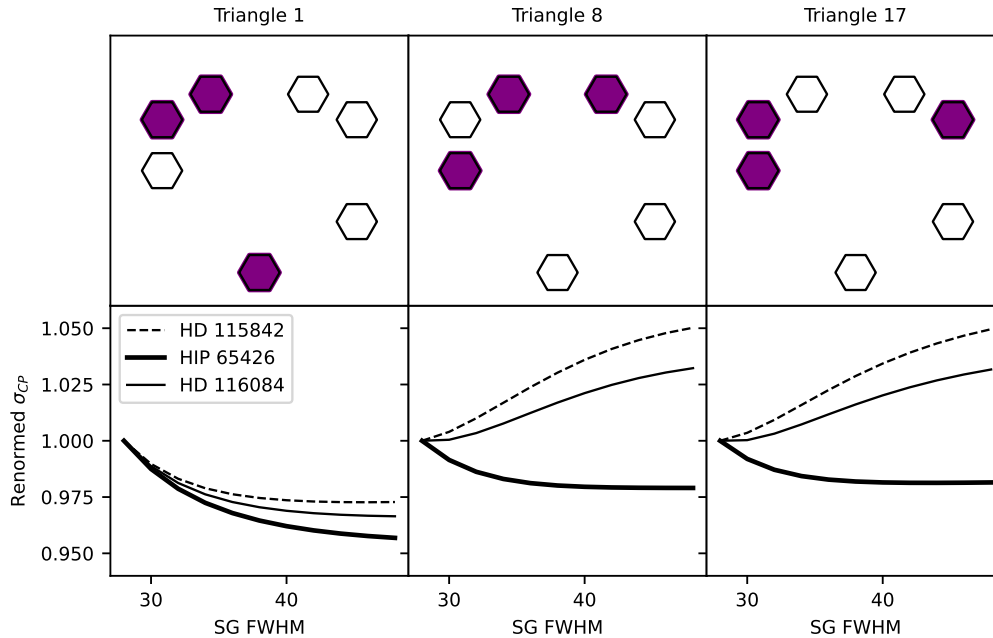 Triangle 1 Triangle 8 Triangle 17
HD 115842
HIP 65426
HD 116084
1.050
1.025
1.000
0.975
0.950
Renormed σCP
30 40 30 40 30 40
SG FWHM SG FWHM SG FWHM